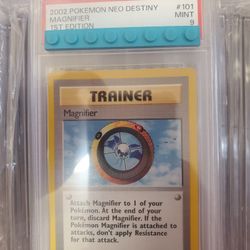 2002 POKEMON NEO DESTINY #101
MAGNIFIER MINT
1ST EDITION 9
TRAINER
Magnifier
Attach Magnifier to 1 of your
Pokémon. At the end of your
turn, discard Magnifier. If the
Pokémon Magnifier is attached to
attacks, don't apply Resistance
for that attack.